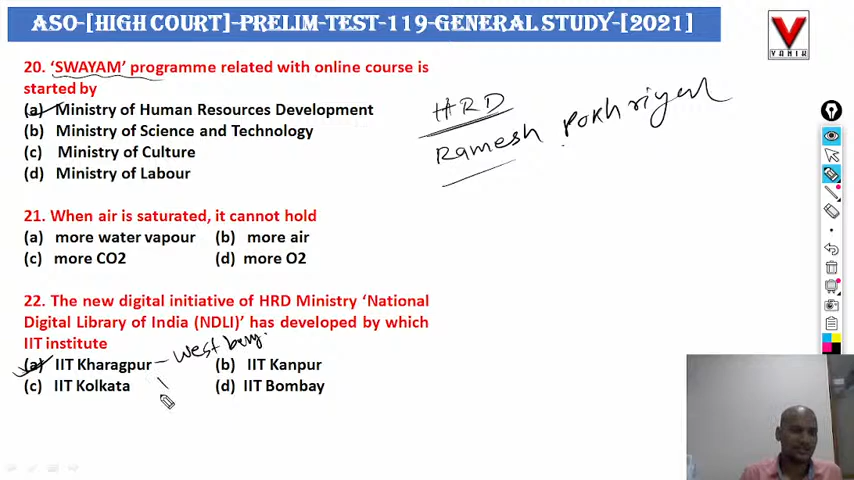 ASO-[HIGH COURT]-PRELIM-TEST-119-GENERAL STUDY-[2021]
VAMIR
20. ‘SWAYAM’ programme related with online course is
started by
(a) Ministry of Human Resources Development
(b) Ministry of Science and Technology
(c) Ministry of Culture
(d) Ministry of Labour
HRD
Ramesh Pokhriyal
21. When air is saturated, it cannot hold
(a) more water vapour (b) more air
(c) more CO2 (d) more O2
22. The new digital initiative of HRD Ministry ‘National
Digital Library of India (NDLI)’ has developed by which
IIT institute
(a) IIT Kharagpur – west beng. (b) IIT Kanpur
(c) IIT Kolkata (d) IIT Bombay